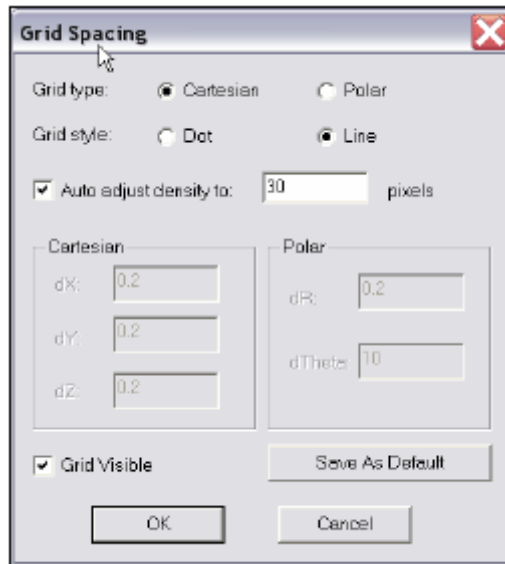 Grid Spacing
Grid type: Cartesian Polar
Grid style: Dot Line
Auto adjust density to: 30 pixels
Cartesian
dX: 0.2
dY: 0.2
dZ: 0.2
Polar
dR: 0.2
dTheta: 10
Grid Visible
Save As Default
OK Cancel